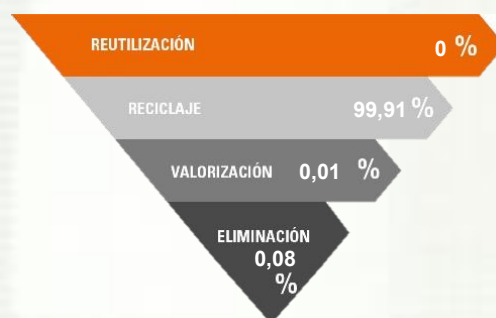 REUTILIZACIÓN 0 %
RECICLAJE 99,91 %
VALORIZACIÓN 0,01 %
ELIMINACIÓN
0,08
%